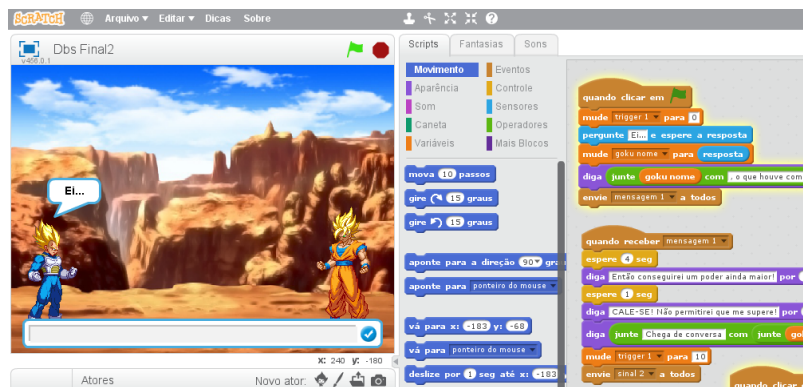 SCRATCH Arquivo Editar Dicas Sobre
Dbs Final2
v456.0.1
Ei...
x: 240 y: -180
Atores Novo ator:
Scripts Fantasias Sons
Movimento Eventos
Aparência Controle
Som Sensores
Caneta Operadores
Variáveis Mais Blocos
mova 10 passos
gire 15 graus
gire 15 graus
aponte para a direção 90 gra
aponte para ponteiro do mouse
vá para x: -183 y: -68
vá para ponteiro do mouse
deslize por 1 seg até x: -183
quando clicar em
mude trigger 1 para 0
pergunte Ei... e espere a resposta
mude goku nome para resposta
diga junte goku nome com , o que houve com
envie mensagem 1 a todos
quando receber mensagem 1
espere 4 seg
diga Então conseguirei um poder ainda maior! por
espere 1 seg
diga CALE-SE! Não permitirei que me supere! por
diga junte Chega de conversa com junte go
mude trigger 1 para 10
envie sinal 2 a todos
quando clicar